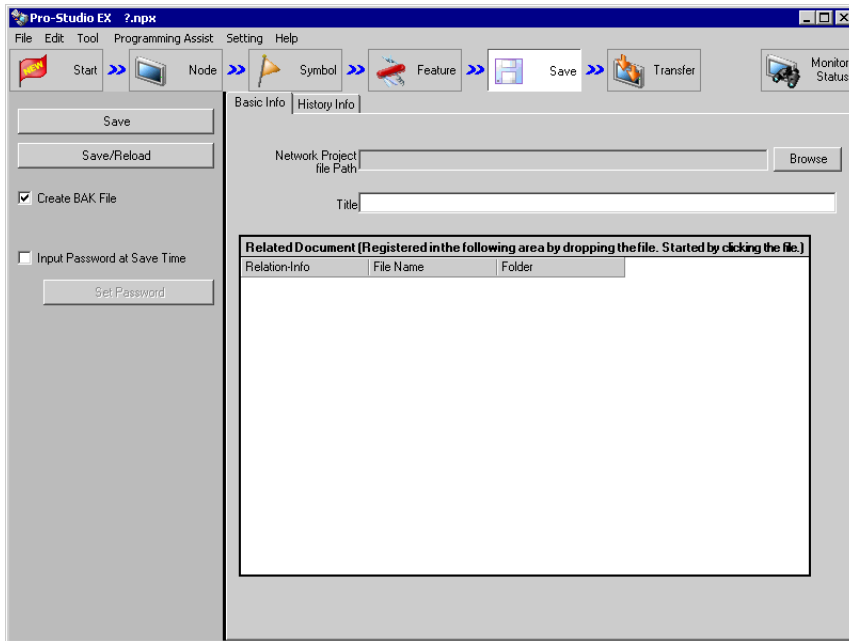 Pro-Studio EX ?.npx
File Edit Tool Programming Assist Setting Help
NEW Start Node Symbol Feature Save Transfer Monitor Status
Basic Info History Info
Save
Save/Reload
Network Project file Path Browse
Create BAK File
Title
Related Document (Registered in the following area by dropping the file. Started by clicking the file.)
Input Password at Save Time
Relation-Info File Name Folder
Set Password